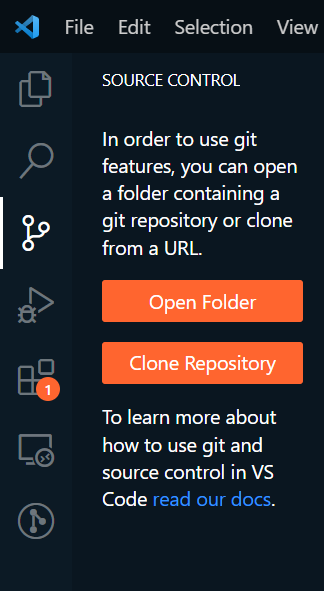 File Edit Selection View
SOURCE CONTROL
In order to use git
features, you can open
a folder containing a
git repository or clone
from a URL.
Open Folder
Clone Repository
1
To learn more about
how to use git and
source control in VS
Code read our docs.